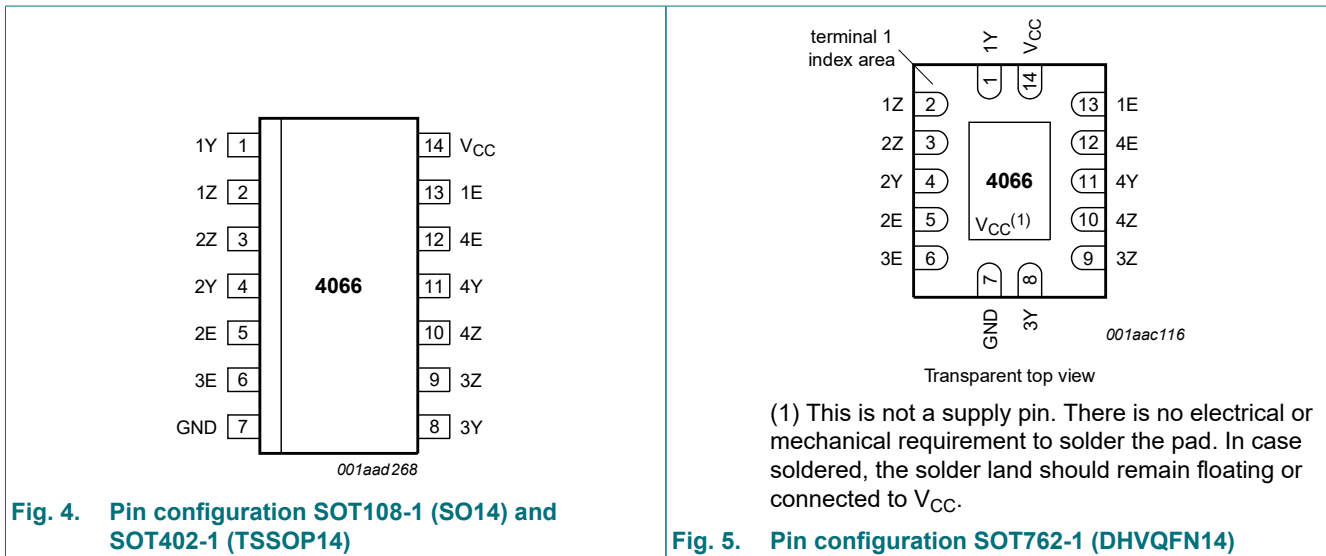 1Y 1
1Z 2
2Z 3
2Y 4
2E 5
3E 6
GND 7
4066
14 VCC
13 1E
12 4E
11 4Y
10 4Z
9 3Z
8 3Y
001aad268
Fig. 4. Pin configuration SOT108-1 (SO14) and
SOT402-1 (TSSOP14)
terminal 1
index area
1Y
VCC
1
14
1Z 2
2Z 3
2Y 4
2E 5
3E 6
4066
VCC(1)
13 1E
12 4E
11 4Y
10 4Z
9 3Z
7
8
GND
3Y
001aac116
Transparent top view
(1) This is not a supply pin. There is no electrical or
mechanical requirement to solder the pad. In case
soldered, the solder land should remain floating or
connected to VCC.
Fig. 5. Pin configuration SOT762-1 (DHVQFN14)